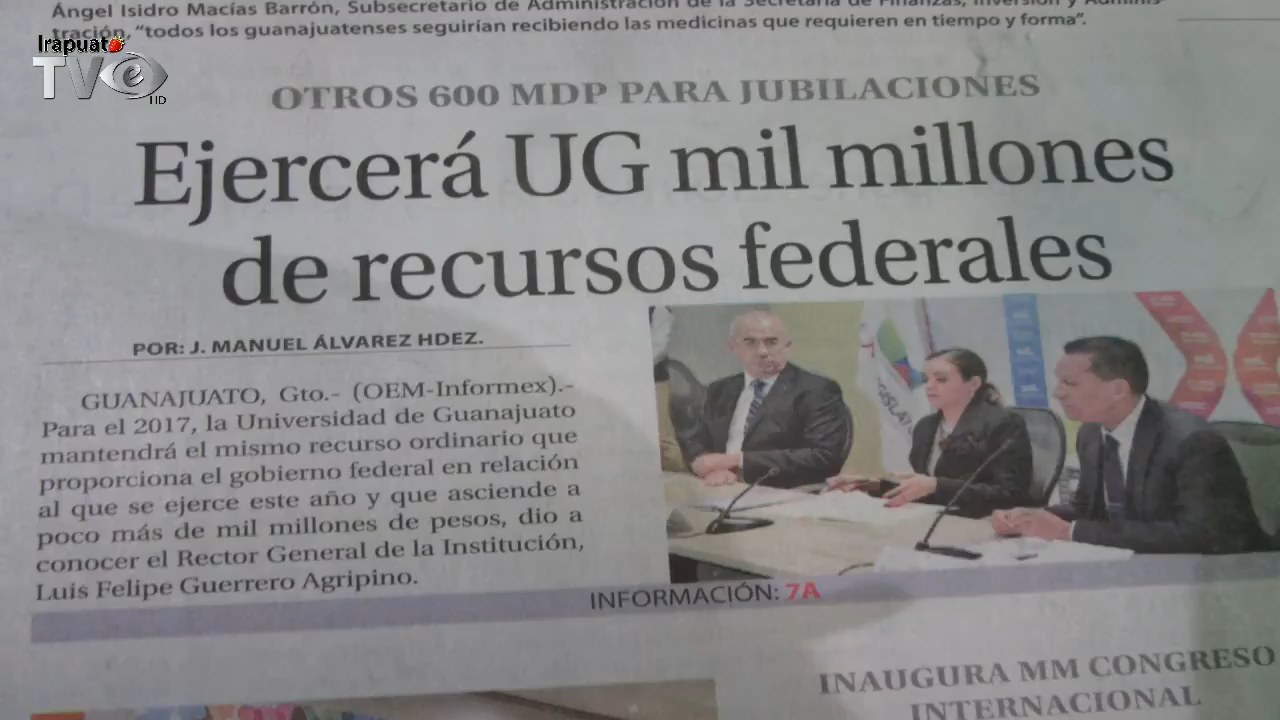 Ángel Isidro Macías Barrón, Subsecretario de Administración de la Secretaría de Finanzas, Inversión y Adminis-
tración, "todos los guanajuatenses seguirían recibiendo las medicinas que requieren en tiempo y forma".
Irapuato
TV
HD
OTROS 600 MDP PARA JUBILACIONES
Ejercerá UG mil millones
de recursos federales
POR: J. MANUEL ÁLVAREZ HDEZ.
GUANAJUATO, Gto.- (OEM-Informex).-
Para el 2017, la Universidad de Guanajuato
mantendrá el mismo recurso ordinario que
proporciona el gobierno federal en relación
al que se ejerce este año y que asciende a
poco más de mil millones de pesos, dio a
conocer el Rector General de la Institución,
Luis Felipe Guerrero Agripino.
INFORMACIÓN: 7A
INAUGURA MM CONGRESO
INTERNACIONAL